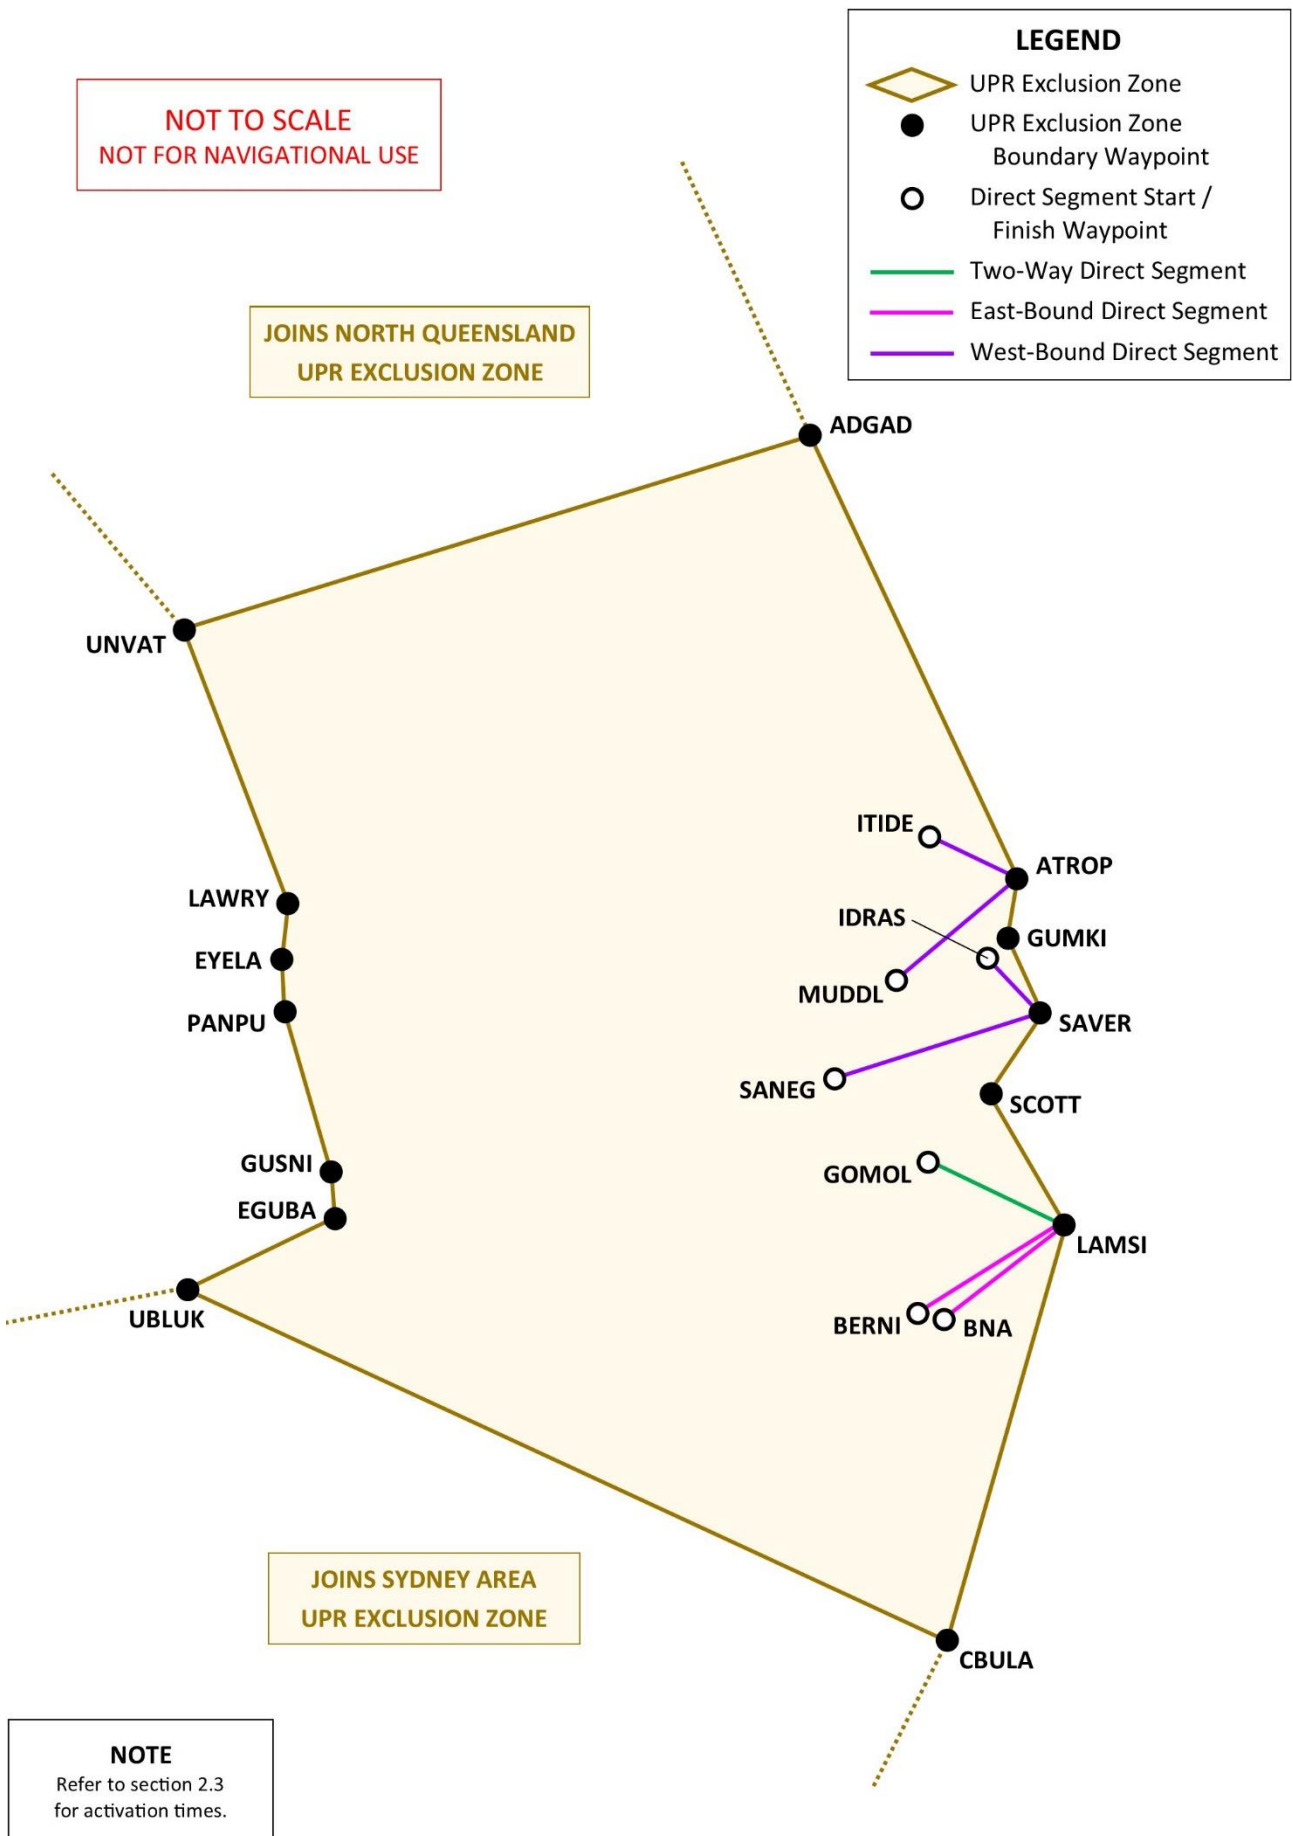 LEGEND
UPR Exclusion Zone
UPR Exclusion Zone
Boundary Waypoint
Direct Segment Start /
Finish Waypoint
Two-Way Direct Segment
East-Bound Direct Segment
West-Bound Direct Segment
NOT TO SCALE
NOT FOR NAVIGATIONAL USE
JOINS NORTH QUEENSLAND
UPR EXCLUSION ZONE
ADGAD
UNVAT
ITIDE
ATROP
LAWRY
IDRAS
GUMKI
EYELA
MUDDL
PANPU
SAVER
SANEG
SCOTT
GUSNI
GOMOL
EGUBA
LAMSI
UBLUK
BERNI
BNA
JOINS SYDNEY AREA
UPR EXCLUSION ZONE
CBULA
NOTE
Refer to section 2.3
for activation times.